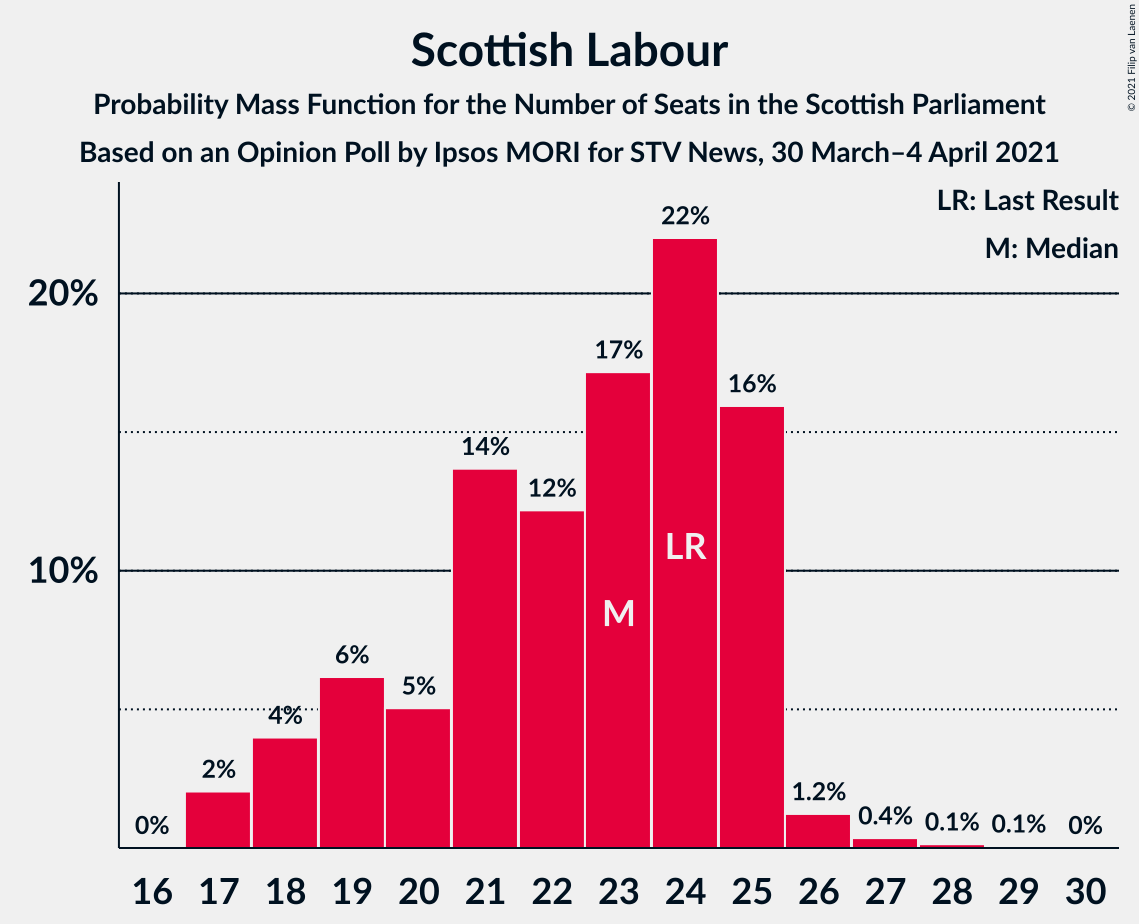 Scottish Labour
Probability Mass Function for the Number of Seats in the Scottish Parliament
Based on an Opinion Poll by Ipsos MORI for STV News, 30 March–4 April 2021
© 2021 Filip van Laenen
LR: Last Result
M: Median
20%
10%
0%
2%
4%
6%
5%
14%
12%
17%
22%
16%
1.2%
0.4%
0.1%
0.1%
0%
M
LR
16 17 18 19 20 21 22 23 24 25 26 27 28 29 30